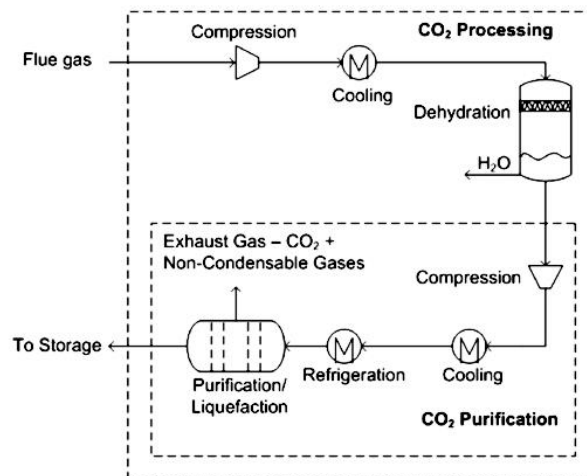 Compression
CO₂ Processing
Flue gas
Cooling
Dehydration
H₂O
Exhaust Gas – CO₂ +
Non-Condensable Gases
Compression
To Storage
Purification/
Liquefaction
Refrigeration
Cooling
CO₂ Purification